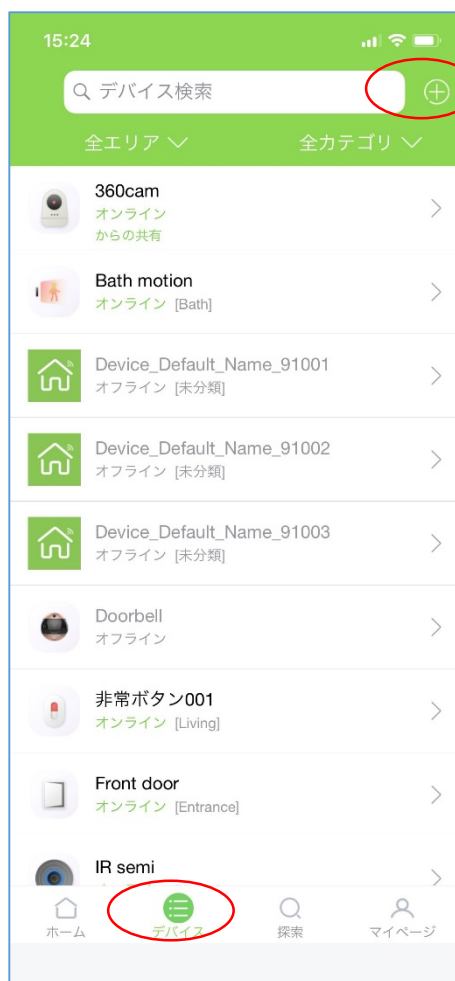 15:24
デバイス検索
全エリア 全カテゴリ
360cam
オンライン
からの共有
Bath motion
オンライン [Bath]
Device_Default_Name_91001
オフライン [未分類]
Device_Default_Name_91002
オフライン [未分類]
Device_Default_Name_91003
オフライン [未分類]
Doorbell
オフライン
非常ボタン001
オンライン [Living]
Front door
オンライン [Entrance]
IR semi
ホーム デバイス 探索 マイページ